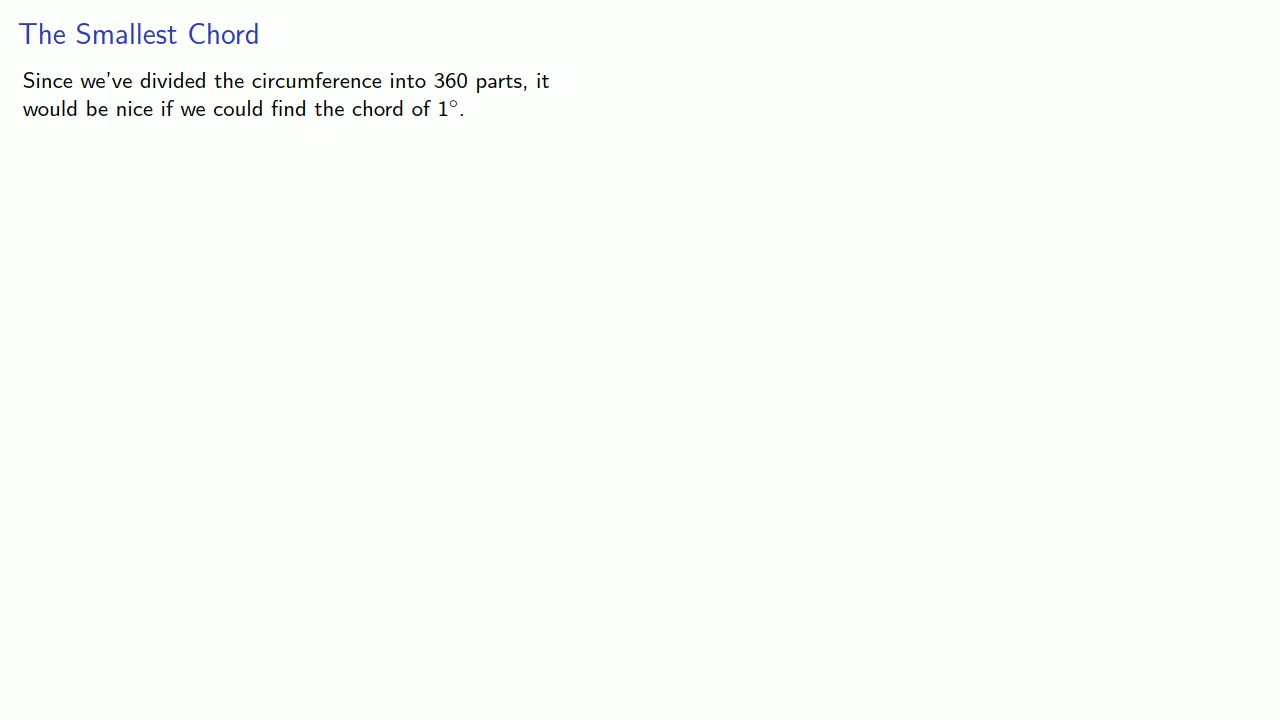 The Smallest Chord
Since we've divided the circumference into 360 parts, it
would be nice if we could find the chord of 1°.